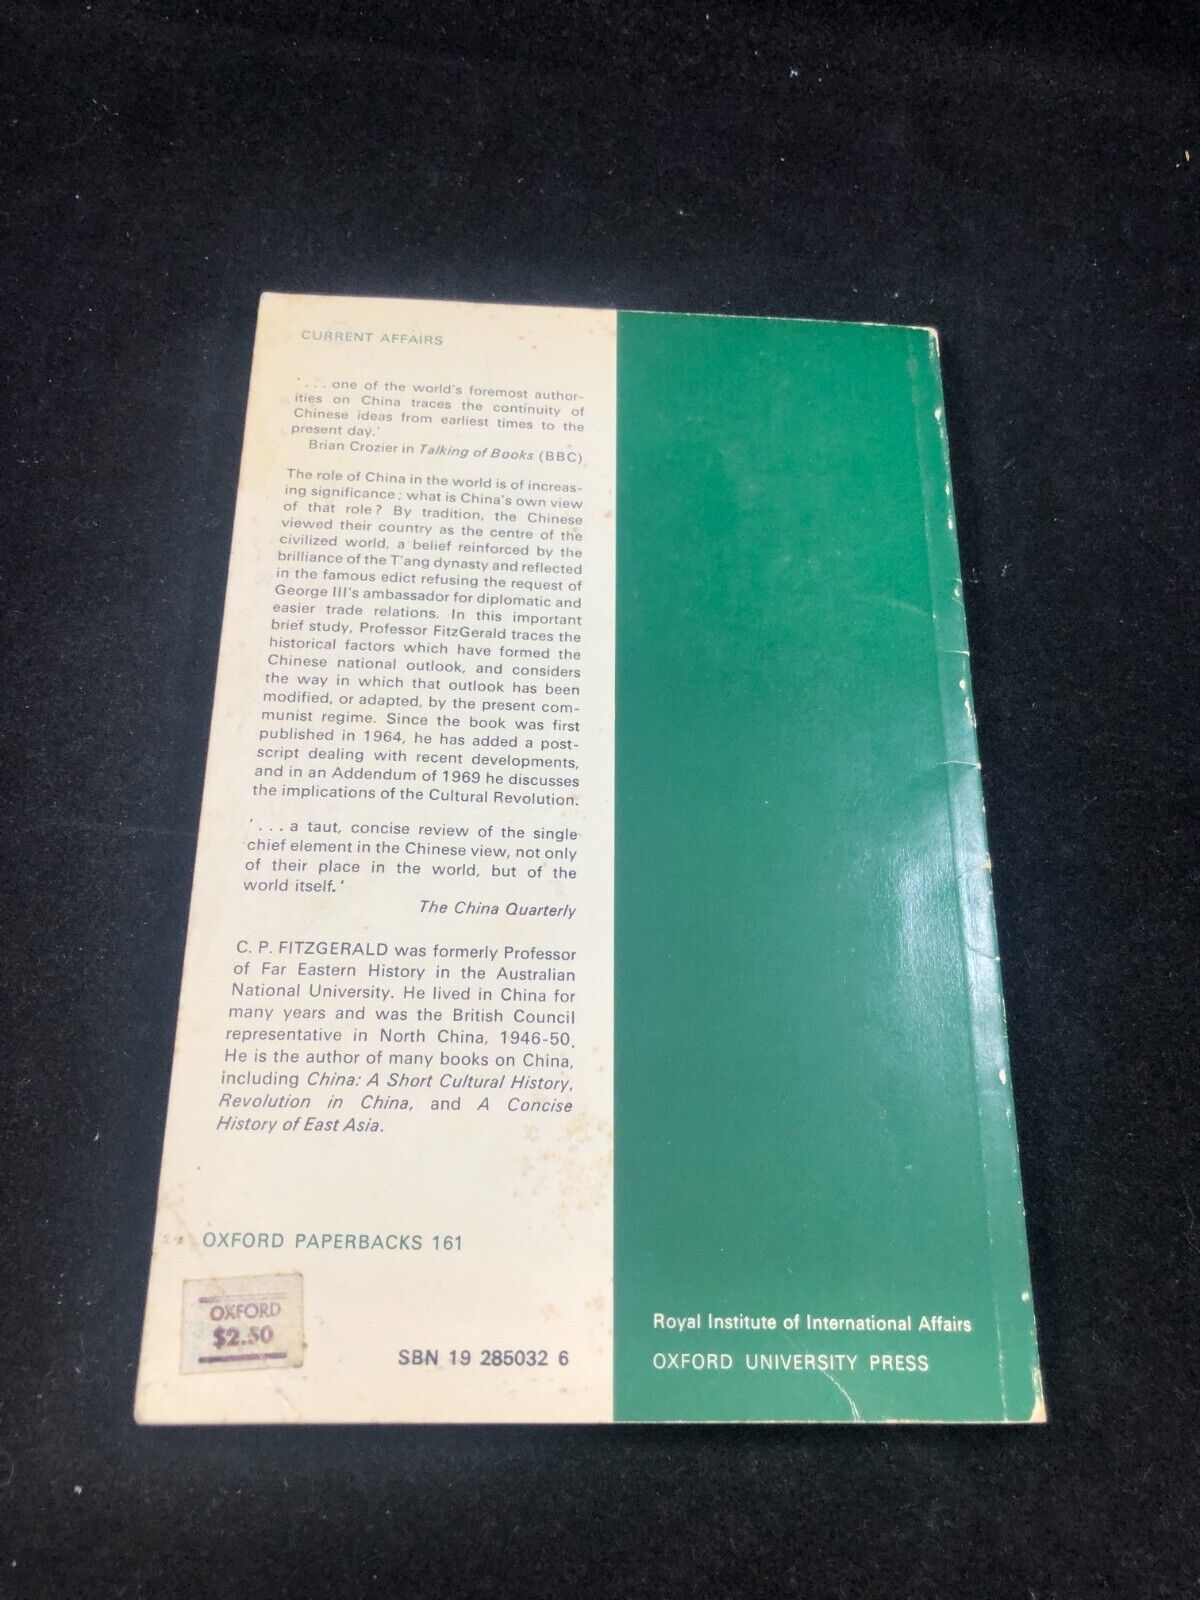 CURRENT AFFAIRS
'... one of the world's foremost author-
ities on China traces the continuity of
Chinese ideas from earliest times to the
present day.'
Brian Crozier in Talking of Books (BBC)
The role of China in the world is of increas-
ing significance; what is China's own view
of that role? By tradition, the Chinese
viewed their country as the centre of the
civilized world, a belief reinforced by the
brilliance of the T'ang dynasty and reflected
in the famous edict refusing the request of
George III's ambassador for diplomatic and
easier trade relations. In this important
brief study, Professor FitzGerald traces the
historical factors which have formed the
Chinese national outlook, and considers
the way in which that outlook has been
modified, or adapted, by the present com-
munist regime. Since the book was first
published in 1964, he has added a post-
script dealing with recent developments,
and in an Addendum of 1969 he discusses
the implications of the Cultural Revolution.
'... a taut, concise review of the single
chief element in the Chinese view, not only
of their place in the world, but of the
world itself.'
The China Quarterly
C. P. FITZGERALD was formerly Professor
of Far Eastern History in the Australian
National University. He lived in China for
many years and was the British Council
representative in North China, 1946-50.
He is the author of many books on China,
including China: A Short Cultural History,
Revolution in China, and A Concise
History of East Asia.
OXFORD PAPERBACKS 161
OXFORD
$2.50
SBN 19 285032 6
Royal Institute of International Affairs
OXFORD UNIVERSITY PRESS